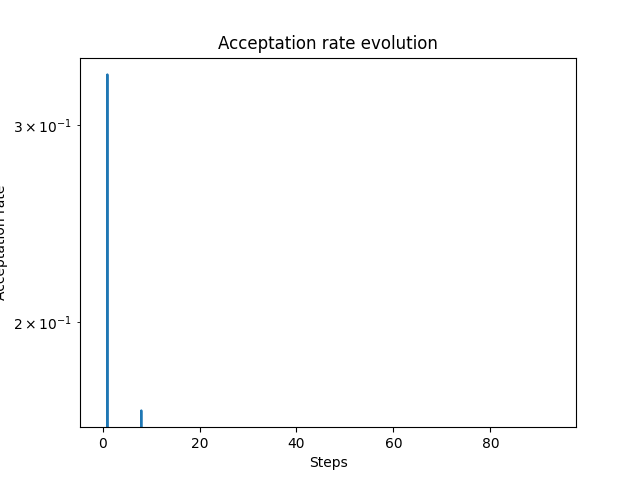 Acceptation rate evolution
3 × 10⁻¹
2 × 10⁻¹
Acceptation rate
0 20 40 60 80
Steps